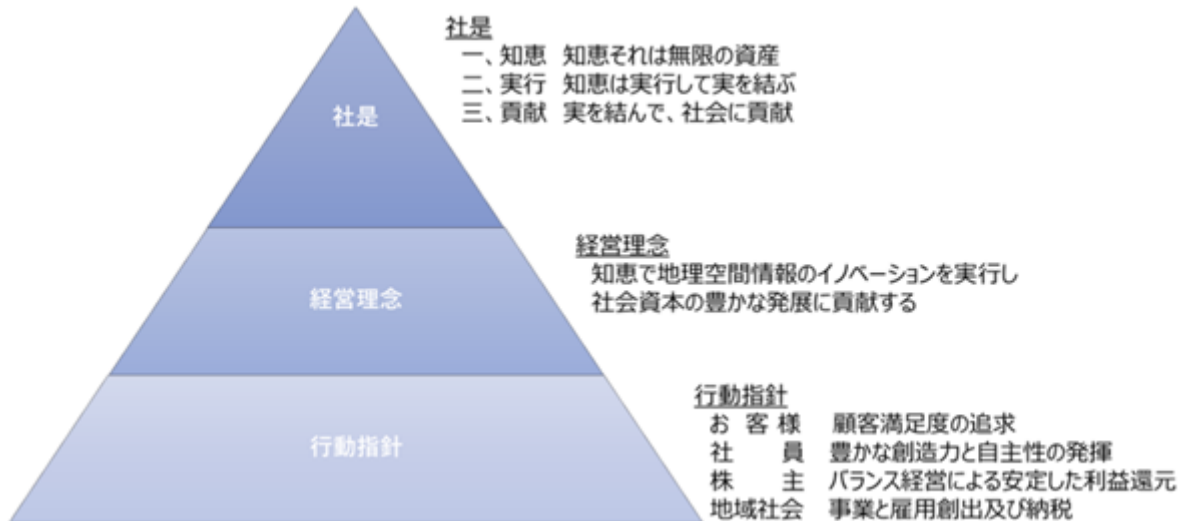 社是
社是
一、知恵 知恵それは無限の資産
二、実行 知恵は実行して実を結ぶ
三、貢献 実を結んで、社会に貢献
経営理念
経営理念
知恵で地理空間情報のイノベーションを実行し
社会資本の豊かな発展に貢献する
行動指針
行動指針
お客様 顧客満足度の追求
社員 豊かな創造力と自主性の発揮
株主 バランス経営による安定した利益還元
地域社会 事業と雇用創出及び納税